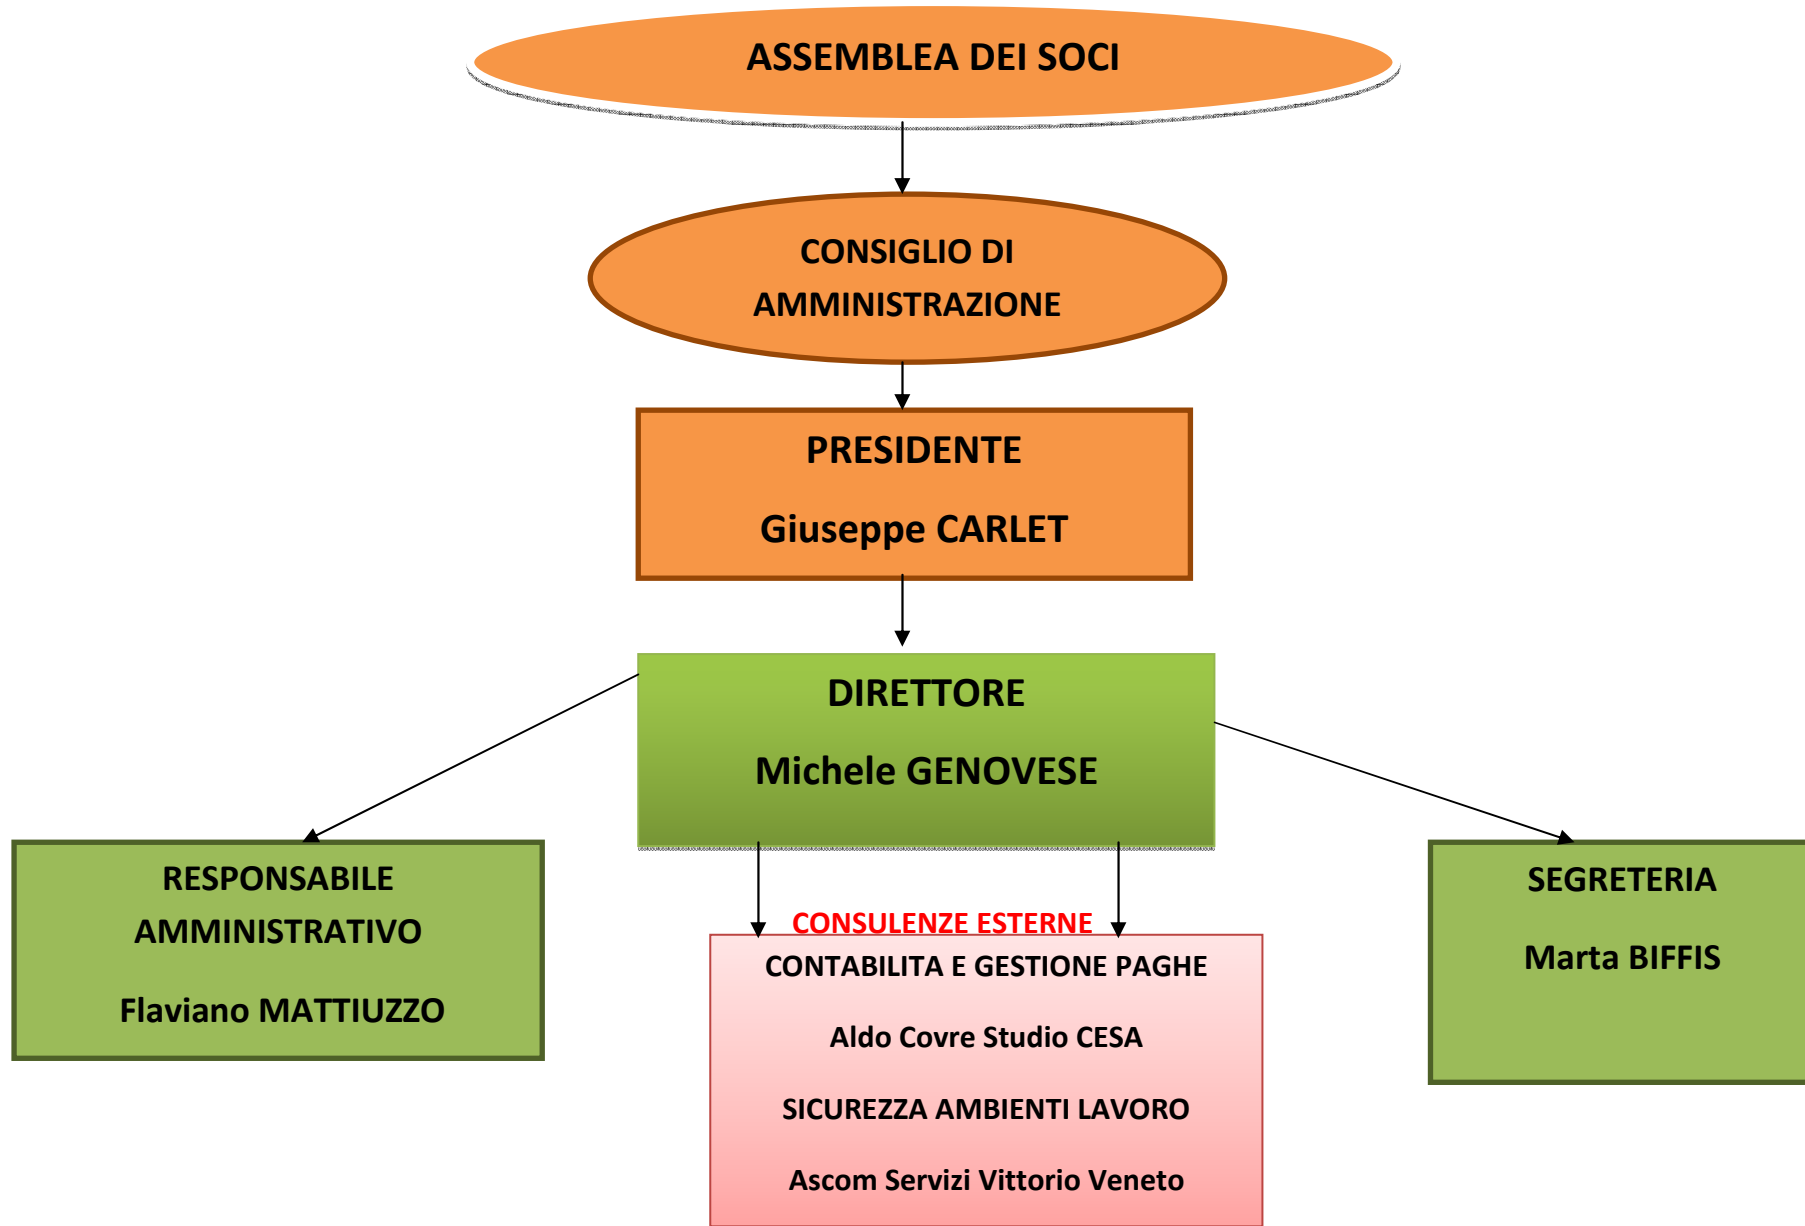 ASSEMBLEA DEI SOCI
CONSIGLIO DI
AMMINISTRAZIONE
PRESIDENTE
Giuseppe CARLET
DIRETTORE
Michele GENOVESE
RESPONSABILE
AMMINISTRATIVO
Flaviano MATTIUZZO
CONSULENZE ESTERNE
CONTABILITA E GESTIONE PAGHE
Aldo Covre Studio CESA
SICUREZZA AMBIENTI LAVORO
Ascom Servizi Vittorio Veneto
SEGRETERIA
Marta BIFFIS